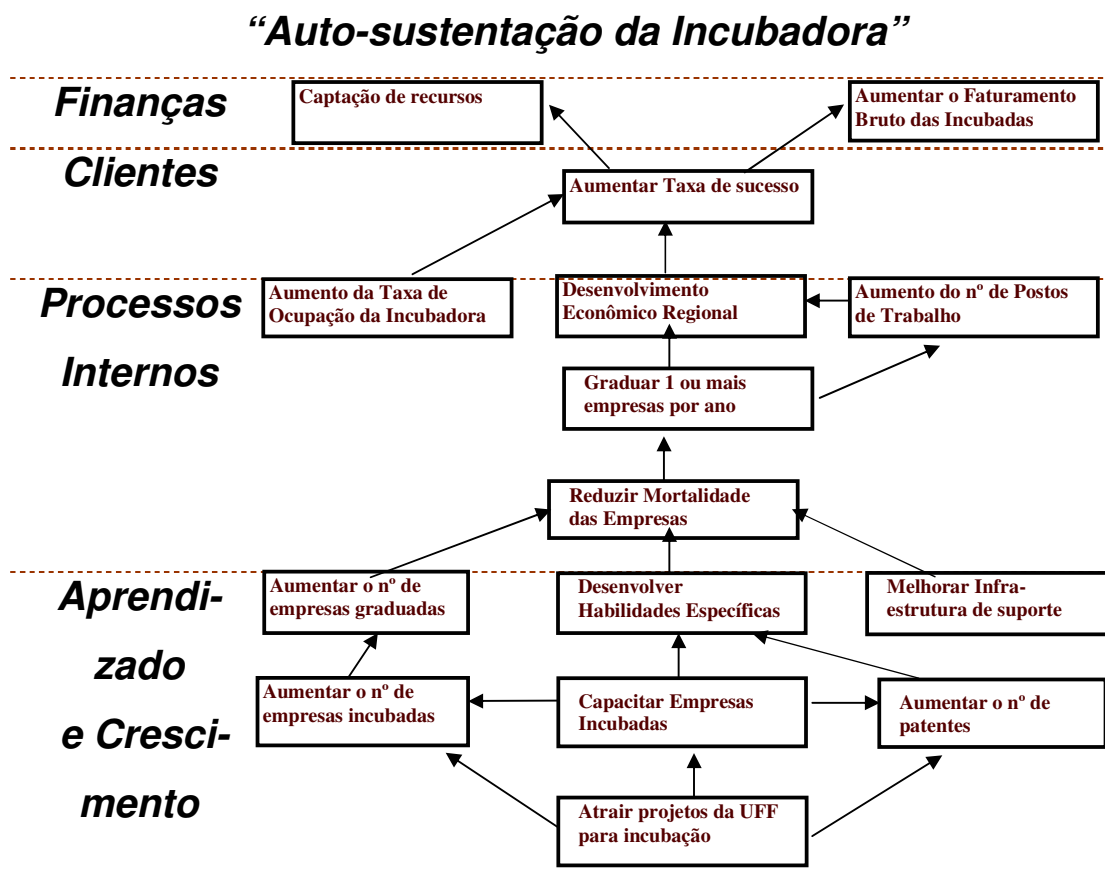 “Auto-sustentação da Incubadora”
Finanças
Captação de recursos
Aumentar o Faturamento
Bruto das Incubadas
Clientes
Aumentar Taxa de sucesso
Processos
Internos
Aumento da Taxa de
Ocupação da Incubadora
Desenvolvimento
Econômico Regional
Aumento do nº de Postos
de Trabalho
Graduar 1 ou mais
empresas por ano
Reduzir Mortalidade
das Empresas
Aprendi-
zado
e Cresci-
mento
Aumentar o nº de
empresas graduadas
Desenvolver
Habilidades Específicas
Melhorar Infra-
estrutura de suporte
Aumentar o nº de
empresas incubadas
Capacitar Empresas
Incubadas
Aumentar o nº de
patentes
Atrair projetos da UFF
para incubação